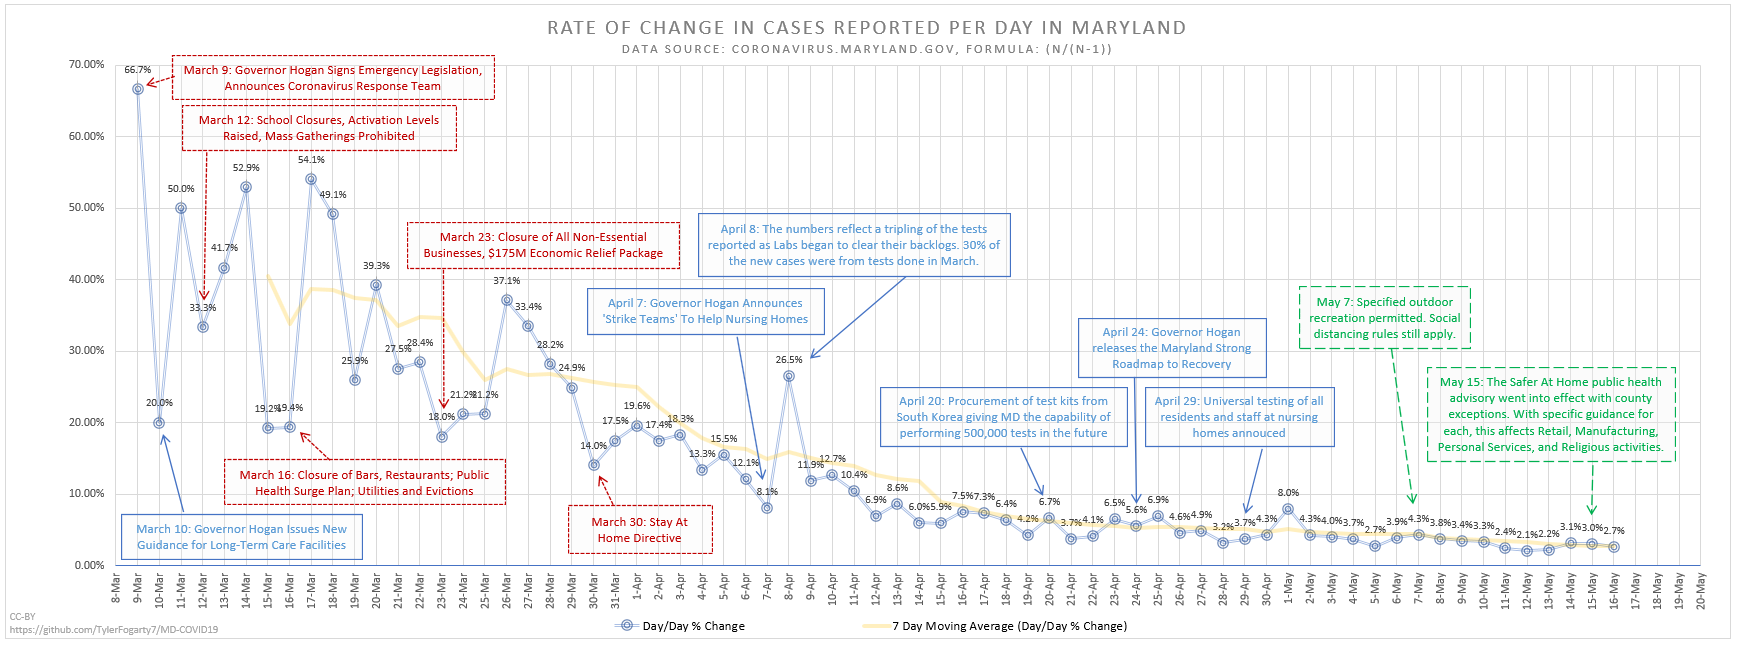 RATE OF CHANGE IN CASES REPORTED PER DAY IN MARYLAND
DATA SOURCE: CORONAVIRUS.MARYLAND.GOV, FORMULA: (N/(N-1))
70.00%
60.00%
50.00%
40.00%
30.00%
20.00%
10.00%
0.00%
March 9: Governor Hogan Signs Emergency Legislation,
Announces Coronavirus Response Team
March 12: School Closures, Activation Levels
Raised, Mass Gatherings Prohibited
March 23: Closure of All Non-Essential
Businesses, $175M Economic Relief Package
April 8: The numbers reflect a tripling of the tests
reported as Labs began to clear their backlogs. 30% of
the new cases were from tests done in March.
April 7: Governor Hogan Announces
'Strike Teams' To Help Nursing Homes
April 24: Governor Hogan
releases the Maryland Strong
Roadmap to Recovery
May 7: Specified outdoor
recreation permitted. Social
distancing rules still apply.
April 20: Procurement of test kits from
South Korea giving MD the capability of
performing 500,000 tests in the future
April 29: Universal testing of all
residents and staff at nursing
homes annouced
May 15: The Safer At Home public health
advisory went into effect with county
exceptions. With specific guidance for
each, this affects Retail, Manufacturing,
Personal Services, and Religious activities.
March 16: Closure of Bars, Restaurants; Public
Health Surge Plan; Utilities and Evictions
March 10: Governor Hogan Issues New
Guidance for Long-Term Care Facilities
March 30: Stay At
Home Directive
66.7%
20.0%
50.0%
33.3%
41.7%
52.9%
19.2%
19.4%
54.1%
49.1%
25.9%
39.3%
27.5%
28.4%
18.0%
21.2%
21.2%
37.1%
33.4%
28.2%
24.9%
14.0%
17.5%
19.6%
17.4%
18.3%
13.3%
15.5%
12.1%
8.1%
26.5%
11.9%
12.7%
10.4%
6.9%
8.6%
6.0%
5.9%
7.5%
7.3%
6.4%
4.2%
6.7%
3.7%
4.1%
6.5%
5.6%
6.9%
4.6%
4.9%
3.2%
3.7%
4.3%
8.0%
4.3%
4.0%
3.7%
2.7%
3.9%
4.3%
3.8%
3.4%
3.3%
2.4%
2.1%
2.2%
3.1%
3.0%
2.7%
8-Mar
9-Mar
10-Mar
11-Mar
12-Mar
13-Mar
14-Mar
15-Mar
16-Mar
17-Mar
18-Mar
19-Mar
20-Mar
21-Mar
22-Mar
23-Mar
24-Mar
25-Mar
26-Mar
27-Mar
28-Mar
29-Mar
30-Mar
31-Mar
1-Apr
2-Apr
3-Apr
4-Apr
5-Apr
6-Apr
7-Apr
8-Apr
9-Apr
10-Apr
11-Apr
12-Apr
13-Apr
14-Apr
15-Apr
16-Apr
17-Apr
18-Apr
19-Apr
20-Apr
21-Apr
22-Apr
23-Apr
24-Apr
25-Apr
26-Apr
27-Apr
28-Apr
29-Apr
30-Apr
1-May
2-May
3-May
4-May
5-May
6-May
7-May
8-May
9-May
10-May
11-May
12-May
13-May
14-May
15-May
16-May
17-May
18-May
19-May
20-May
CC-BY
https://github.com/TylerFogarty7/MD-COVID19
Day/Day % Change
7 Day Moving Average (Day/Day % Change)